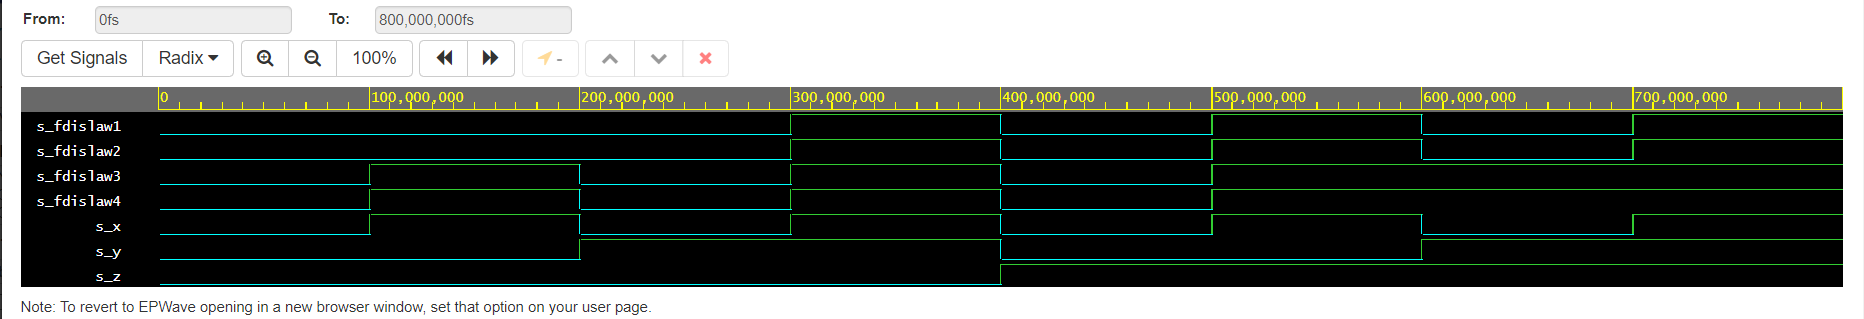 From: 0fs To: 800,000,000fs
Get Signals Radix 100% -
0 100,000,000 200,000,000 300,000,000 400,000,000 500,000,000 600,000,000 700,000,000
s_fdislaw1
s_fdislaw2
s_fdislaw3
s_fdislaw4
s_x
s_y
s_z
Note: To revert to EPWave opening in a new browser window, set that option on your user page.